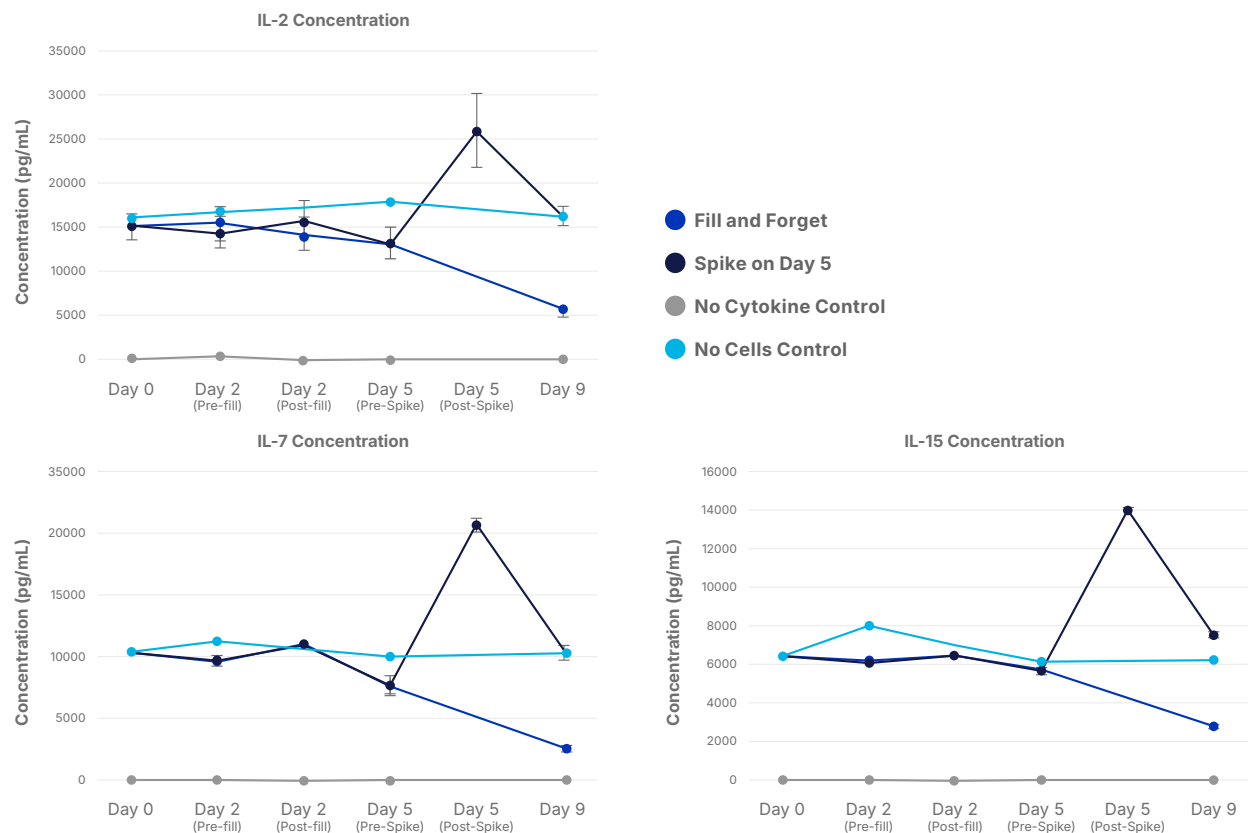 IL-2 Concentration
Concentration (pg/mL)
35000
30000
25000
20000
15000
10000
5000
0
Day 0 Day 2 Day 2 Day 5 Day 5 Day 9
(Pre-fill) (Post-fill) (Pre-Spike) (Post-Spike)
Fill and Forget
Spike on Day 5
No Cytokine Control
No Cells Control
IL-7 Concentration
Concentration (pg/mL)
35000
20000
15000
10000
5000
0
Day 0 Day 2 Day 2 Day 5 Day 5 Day 9
(Pre-fill) (Post-fill) (Pre-Spike) (Post-Spike)
IL-15 Concentration
Concentration (pg/mL)
16000
14000
12000
10000
8000
6000
4000
2000
0
Day 0 Day 2 Day 2 Day 5 Day 5 Day 9
(Pre-fill) (Post-fill) (Pre-Spike) (Post-Spike)